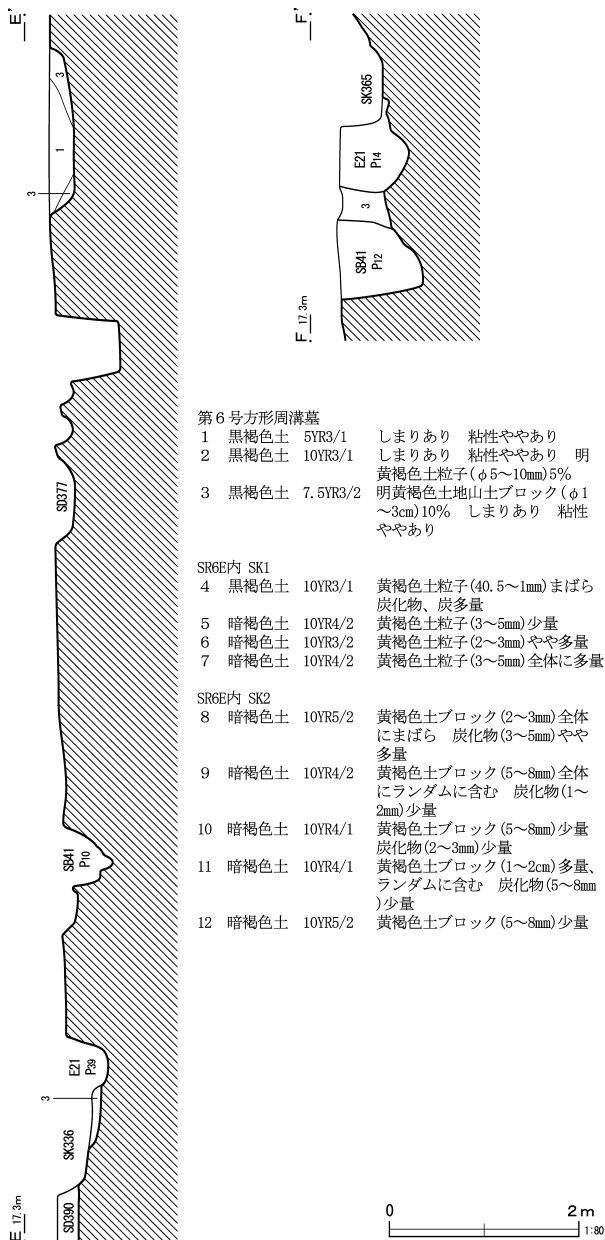 E'
3
1
3
SD377
SB41
P10
E21
P39
3
SK336
SD390
E 17.3m
F'
SK365
E21
P14
3
SB41
P12
F 17.3m
第６号方形周溝墓
1 黒褐色土 5YR3/1 しまりあり 粘性ややあり
2 黒褐色土 10YR3/1 しまりあり 粘性ややあり 明
黄褐色土粒子(φ5～10mm)5%
3 黒褐色土 7.5YR3/2 明黄褐色土地山土ブロック(φ1
～3cm)10% しまりあり 粘性
ややあり
SR6E内 SK1
4 黒褐色土 10YR3/1 黄褐色土粒子(40.5～1mm)まばら
炭化物、炭多量
5 暗褐色土 10YR4/2 黄褐色土粒子(3～5mm)少量
6 暗褐色土 10YR3/2 黄褐色土粒子(2～3mm)やや多量
7 暗褐色土 10YR4/2 黄褐色土粒子(3～5mm)全体に多量
SR6E内 SK2
8 暗褐色土 10YR5/2 黄褐色土ブロック(2～3mm)全体
にまばら 炭化物(3～5mm)やや
多量
9 暗褐色土 10YR4/2 黄褐色土ブロック(5～8mm)全体
にランダムに含む 炭化物(1～
2mm)少量
10 暗褐色土 10YR4/1 黄褐色土ブロック(5～8mm)少量
炭化物(2～3mm)少量
11 暗褐色土 10YR4/1 黄褐色土ブロック(1～2cm)多量、
ランダムに含む 炭化物(5～8mm
)少量
12 暗褐色土 10YR5/2 黄褐色土ブロック(5～8mm)少量
0 2m
1:80